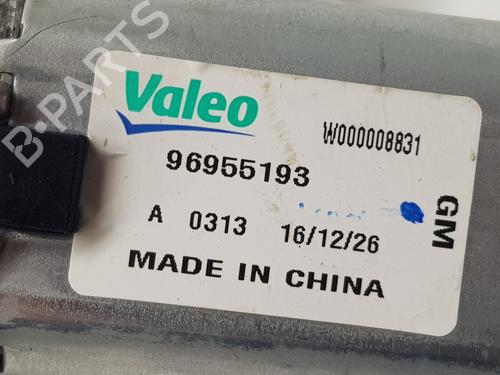 Valeo
W000008831
96955193
A 0313 16/12/26
GM
MADE IN CHINA
B-PARTS